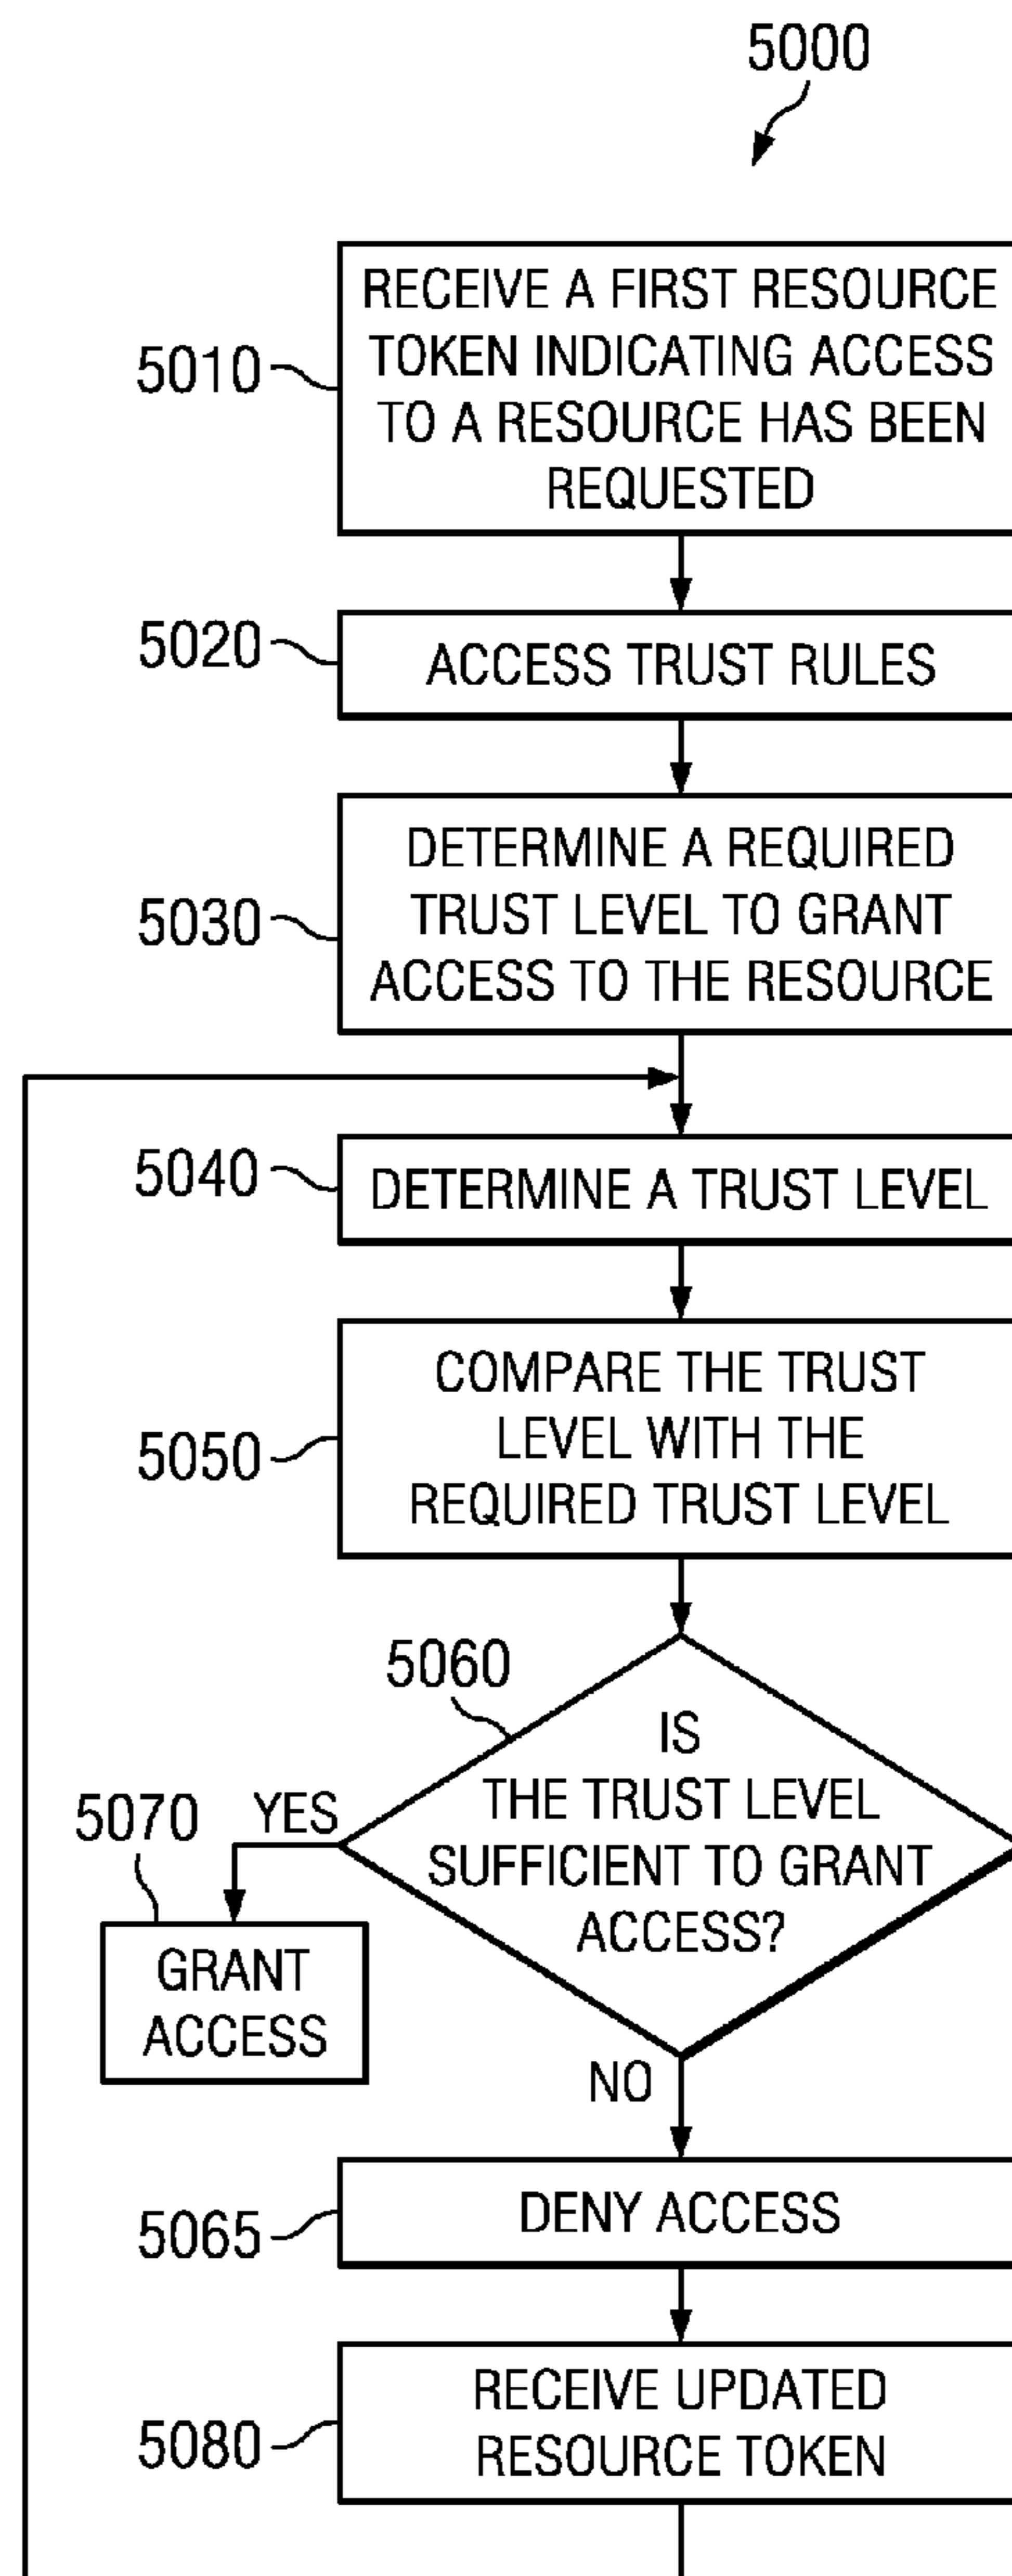 5000
5010
RECEIVE A FIRST RESOURCE
TOKEN INDICATING ACCESS
TO A RESOURCE HAS BEEN
REQUESTED
5020
ACCESS TRUST RULES
5030
DETERMINE A REQUIRED
TRUST LEVEL TO GRANT
ACCESS TO THE RESOURCE
5040
DETERMINE A TRUST LEVEL
5050
COMPARE THE TRUST
LEVEL WITH THE
REQUIRED TRUST LEVEL
5060
IS
THE TRUST LEVEL
SUFFICIENT TO GRANT
ACCESS?
YES
5070
GRANT
ACCESS
NO
5065
DENY ACCESS
5080
RECEIVE UPDATED
RESOURCE TOKEN